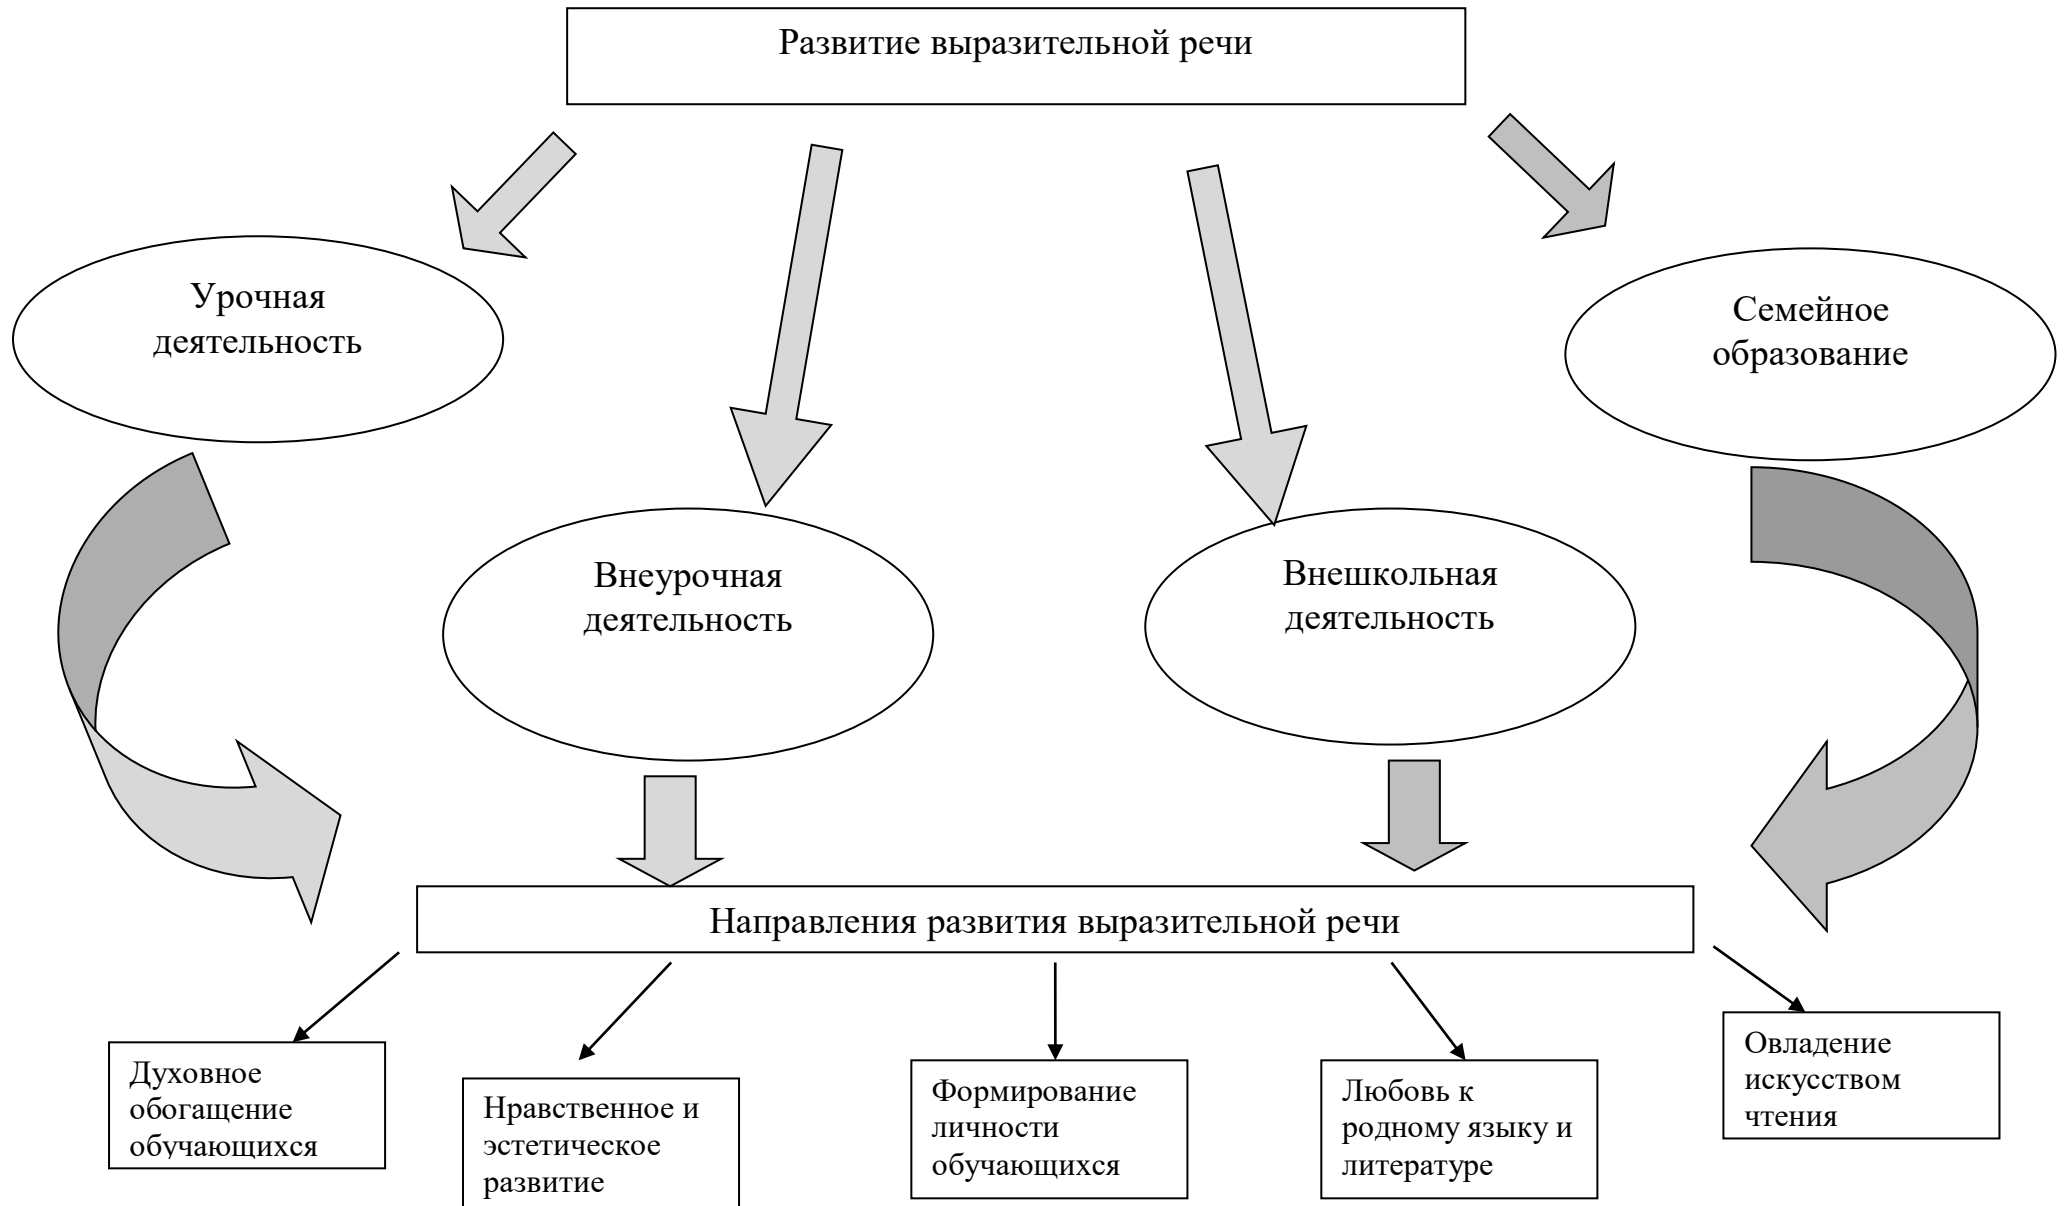 Развитие выразительной речи
Урочная
деятельность
Семейное
образование
Внеурочная
деятельность
Внешкольная
деятельность
Направления развития выразительной речи
Духовное
обогащение
обучающихся
Нравственное и
эстетическое
развитие
Формирование
личности
обучающихся
Любовь к
родному языку и
литературе
Овладение
искусством
чтения